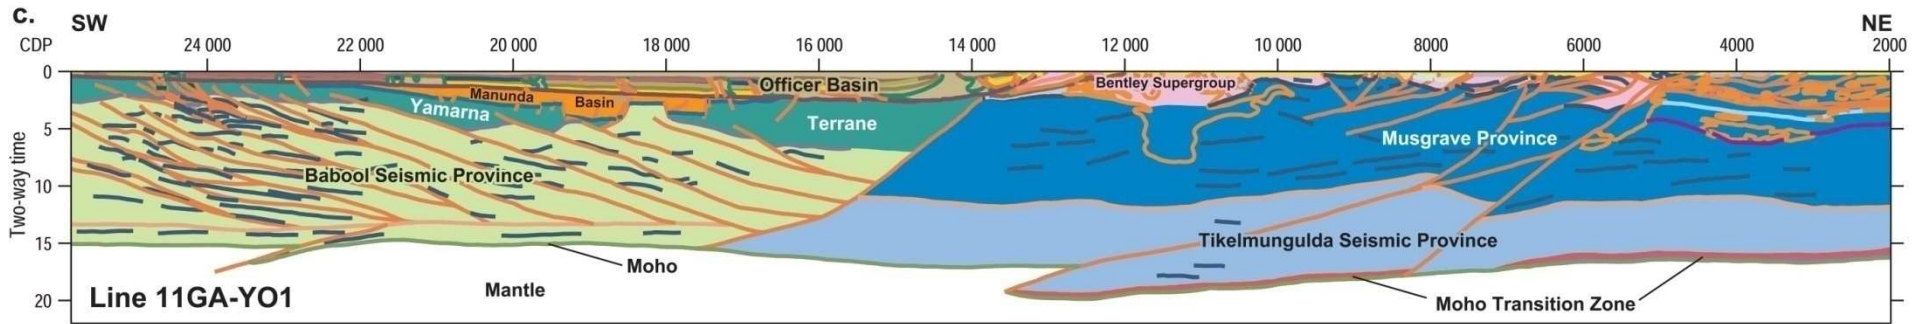 c.
SW
NE
CDP
24 000
22 000
20 000
18 000
16 000
14 000
12 000
10 000
8000
6000
4000
2000
0
Officer Basin
Bentley Supergroup
Manunda
Basin
Yamarna
Terrane
5
Musgrave Province
Babool Seismic Province
10
Two-way time
15
Tikelmungulda Seismic Province
Moho
Mantle
20
Line 11GA-YO1
Moho Transition Zone